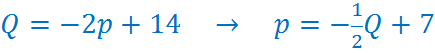 Q = −2p + 14 → p = −½Q + 7